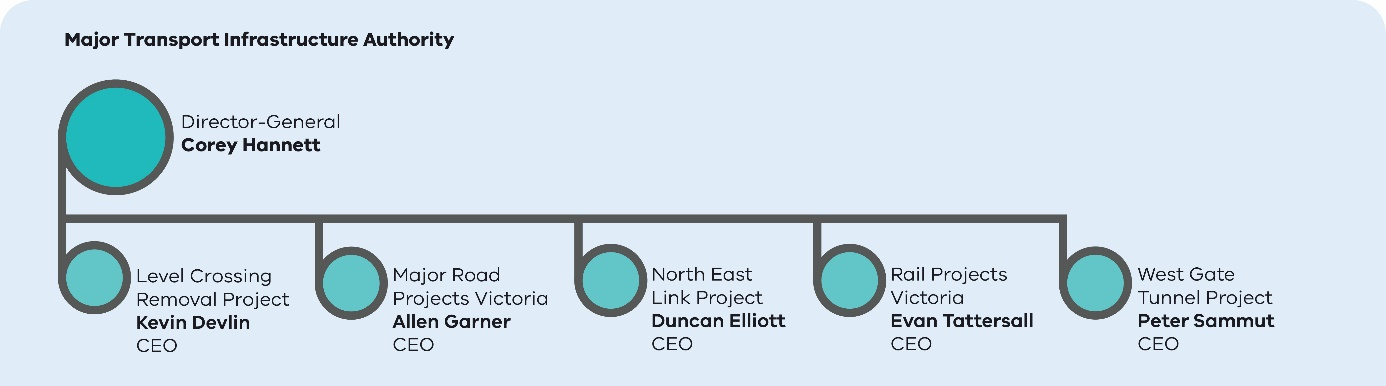 Major Transport Infrastructure Authority
Director-General
Corey Hannett
Level Crossing
Removal Project
Kevin Devlin
CEO
Major Road
Projects Victoria
Allen Garner
CEO
North East
Link Project
Duncan Elliott
CEO
Rail Projects
Victoria
Evan Tattersall
CEO
West Gate
Tunnel Project
Peter Sammut
CEO